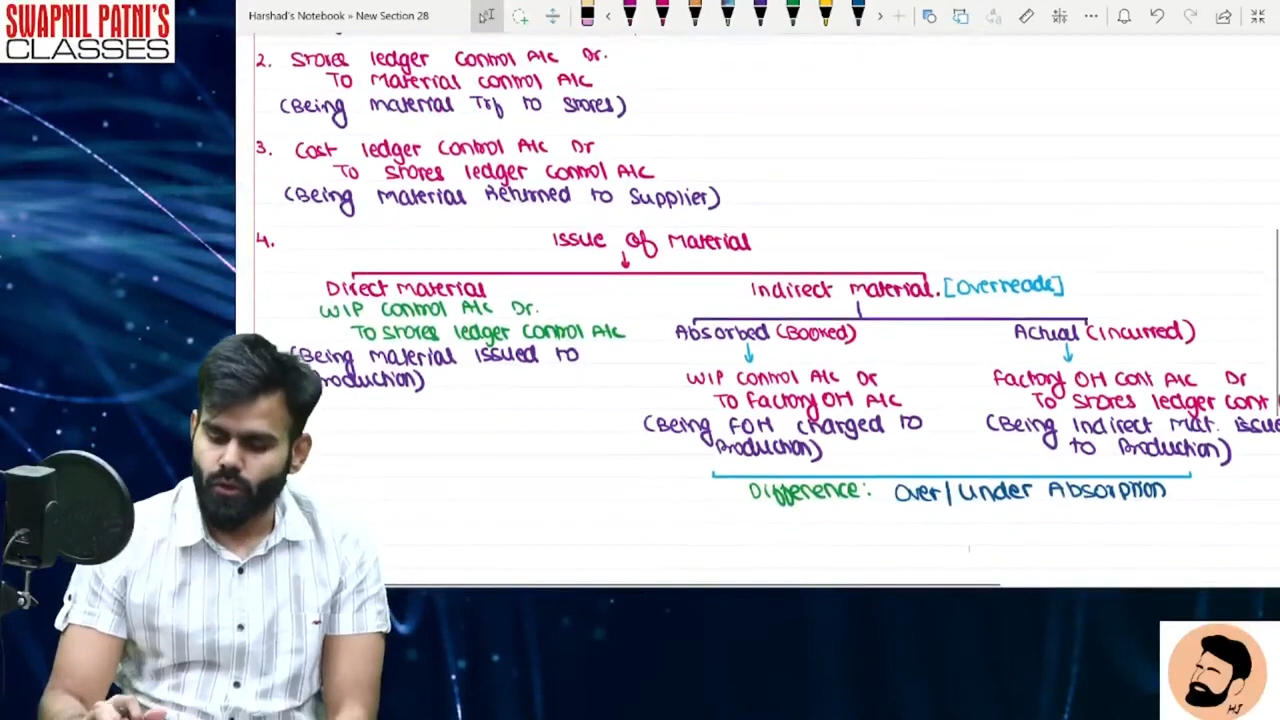 SWAPNIL PATNI'S
CLASSES
Harshad's Notebook » New Section 28
2. Stores ledger control A/c Dr.
To Material control A/c
(Being material Trf to Stores)
3. Cost ledger Control A/c Dr
To Stores ledger control A/c
(Being Material Returned to Supplier)
4. Issue of Material
Direct material
WIP Control A/c Dr.
To Stores ledger Control A/c
(Being material issued to
Production)
Indirect material. [Overheads]
Absorbed (Booked)
WIP control A/c Dr
To Factory OH A/c
(Being FOH charged to
Production)
Actual (Incurred)
Factory OH Cont A/c Dr
To Stores ledger Cont
(Being Indirect Mat. issue
to Production)
Difference: Over/Under Absorption
HJ